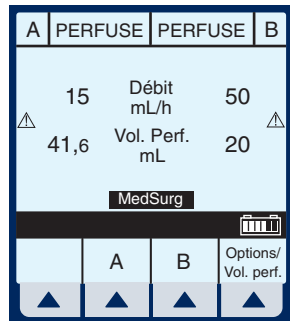 A PERFUSE PERFUSE B
15 Débit mL/h 50
41,6 Vol. Perf. mL 20
MedSurg
A B Options/
Vol. perf.